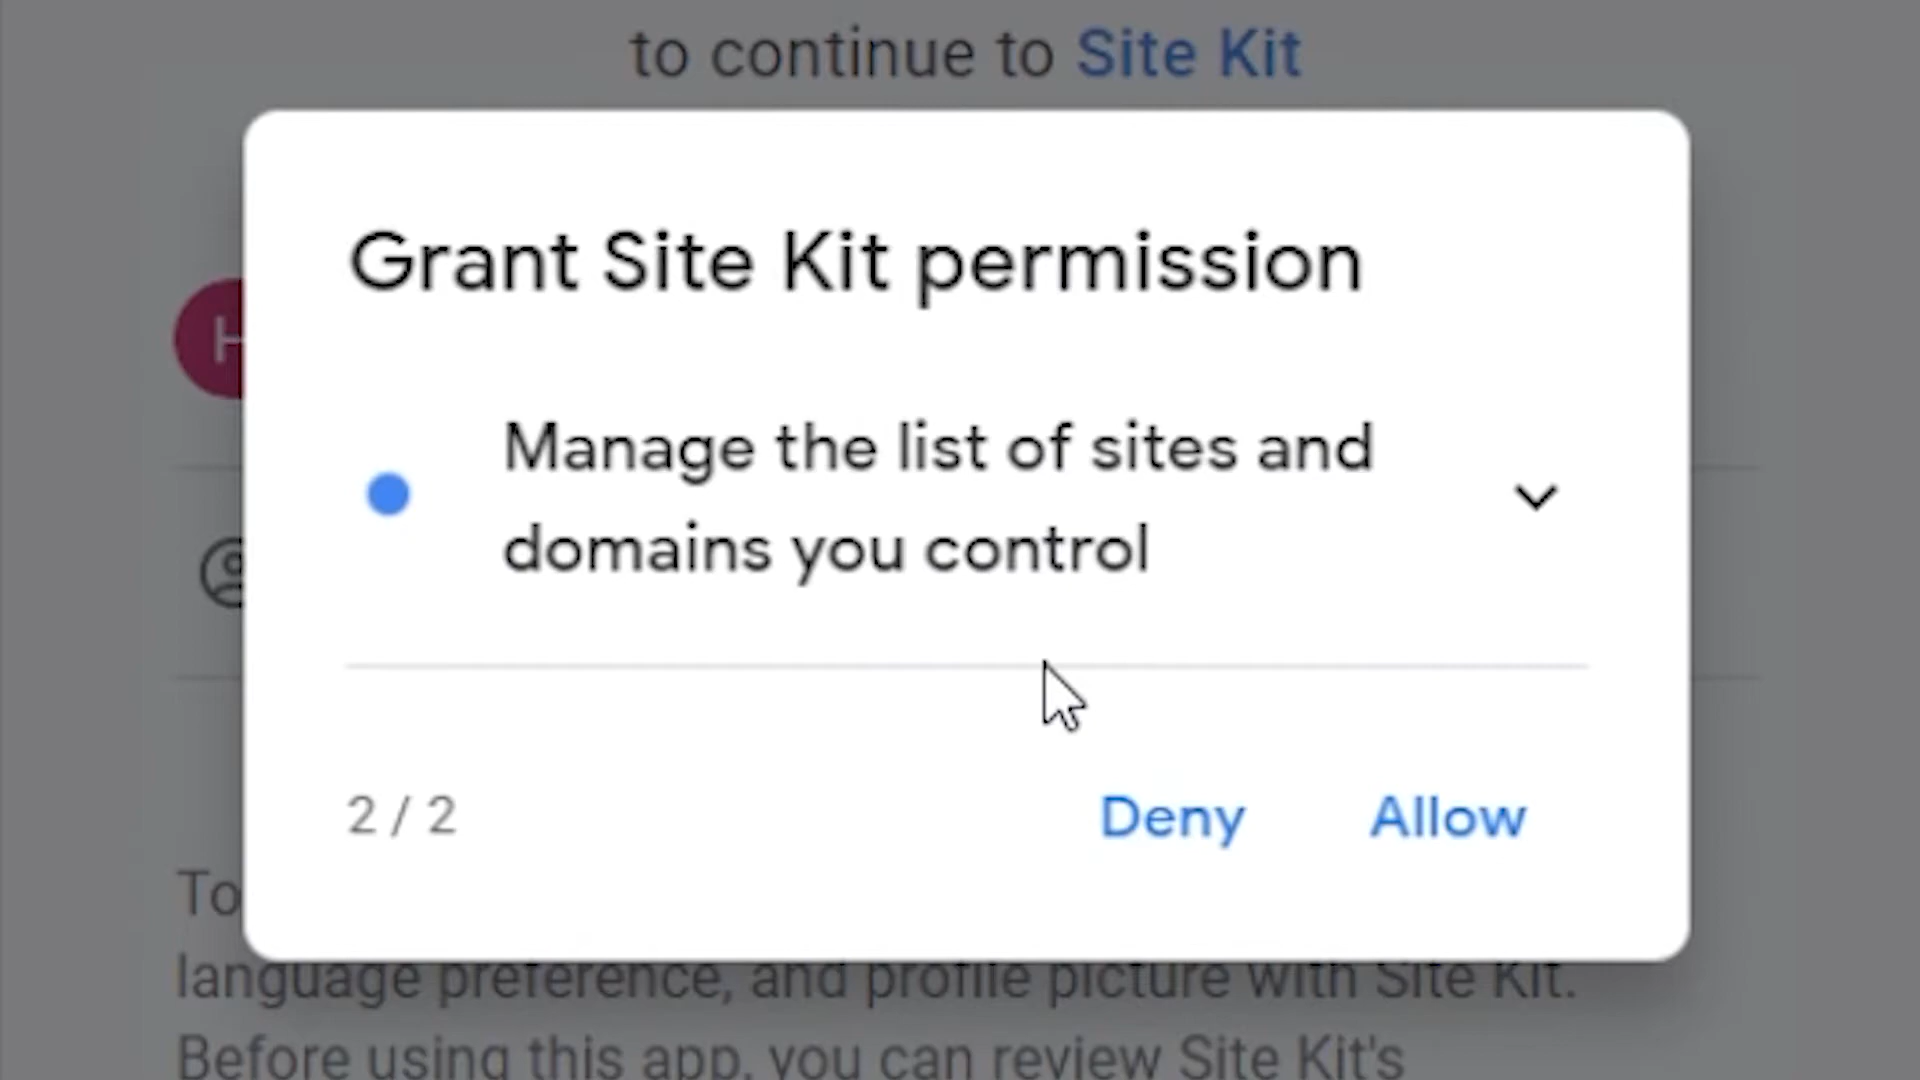 to continue to Site Kit
Grant Site Kit permission
H
Manage the list of sites and
domains you control
2 / 2
Deny
Allow
To
language preference, and profile picture with Site Kit.
Before using this app, you can review Site Kit's